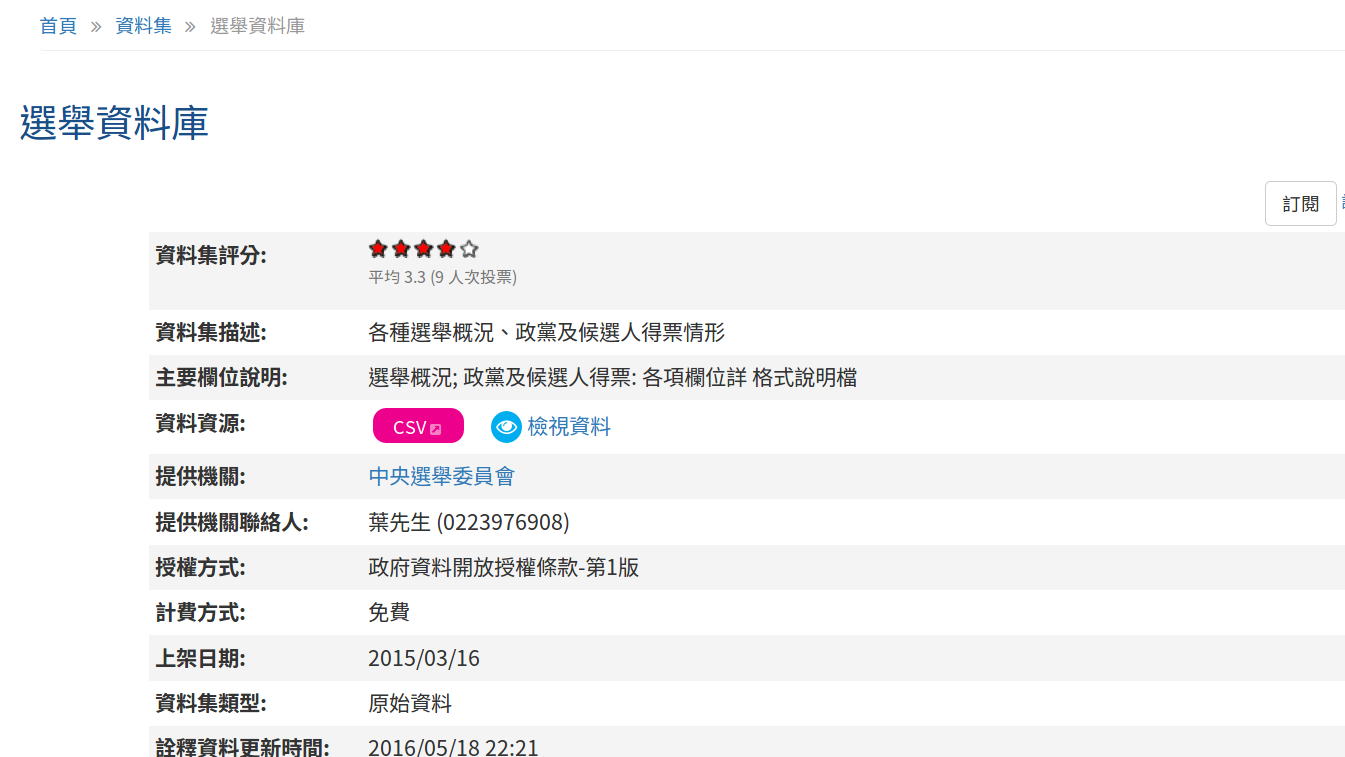 首頁 » 資料集 » 選舉資料庫
選舉資料庫
訂閱
資料集評分:
平均 3.3 (9 人次投票)
資料集描述: 各種選舉概況、政黨及候選人得票情形
主要欄位說明: 選舉概況; 政黨及候選人得票: 各項欄位詳 格式說明檔
資料資源: CSV 檢視資料
提供機關: 中央選舉委員會
提供機關聯絡人: 葉先生 (0223976908)
授權方式: 政府資料開放授權條款-第1版
計費方式: 免費
上架日期: 2015/03/16
資料集類型: 原始資料
詮釋資料更新時間: 2016/05/18 22:21